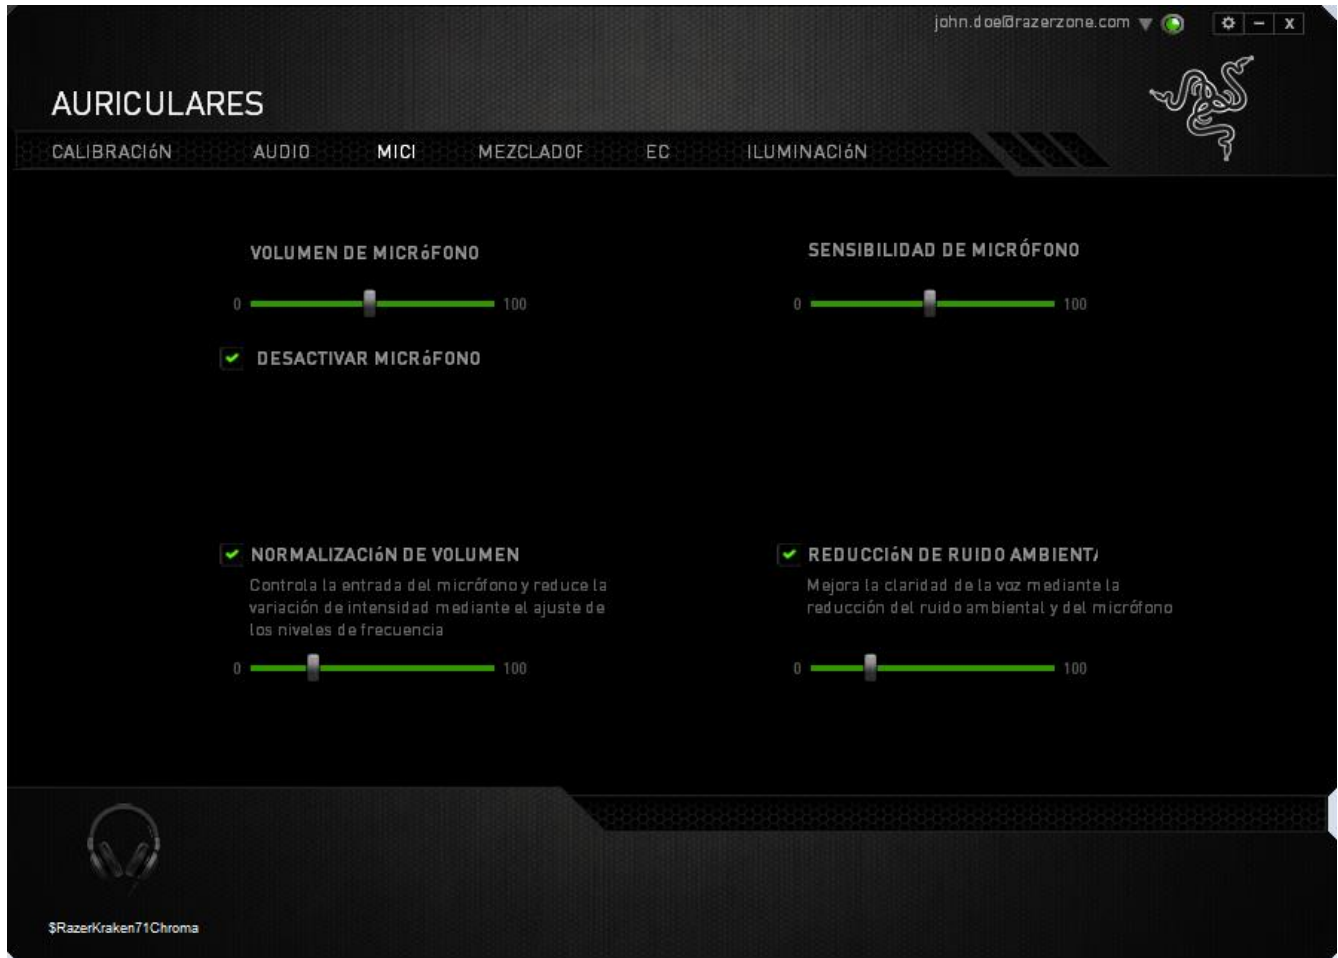 john.doe@razerzone.com
X
AURICULARES
CALIBRACIóN AUDIO MICI MEZCLADOF EC ILUMINACIóN
VOLUMEN DE MICRóFONO
0 100
DESACTIVAR MICRóFONO
SENSIBILIDAD DE MICRÓFONO
0 100
NORMALIZACIóN DE VOLUMEN
Controla la entrada del micrófono y reduce la
variación de intensidad mediante el ajuste de
los niveles de frecuencia
0 100
REDUCCIóN DE RUIDO AMBIENTA
Mejora la claridad de la voz mediante la
reducción del ruido ambiental y del micrófono
0 100
$RazerKraken71Chroma